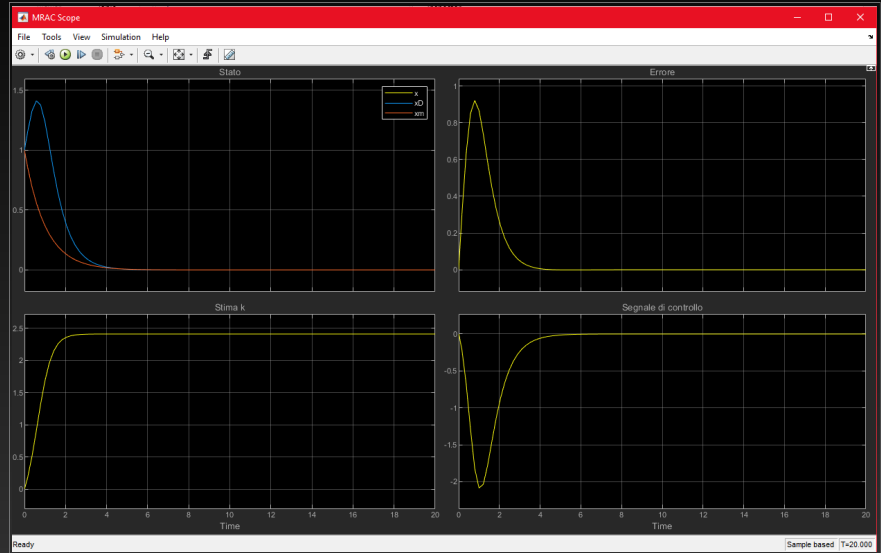 MRAC Scope
File Tools View Simulation Help
Stato
1.5
1
0.5
0
x
xD
xm
Errore
1
0.8
0.6
0.4
0.2
0
Stima k
2.5
2
1.5
1
0.5
0
0 2 4 6 8 10 12 14 16 18 20
Time
Segnale di controllo
0
-0.5
-1
-1.5
-2
0 2 4 6 8 10 12 14 16 18 20
Time
Ready
Sample based T=20.000